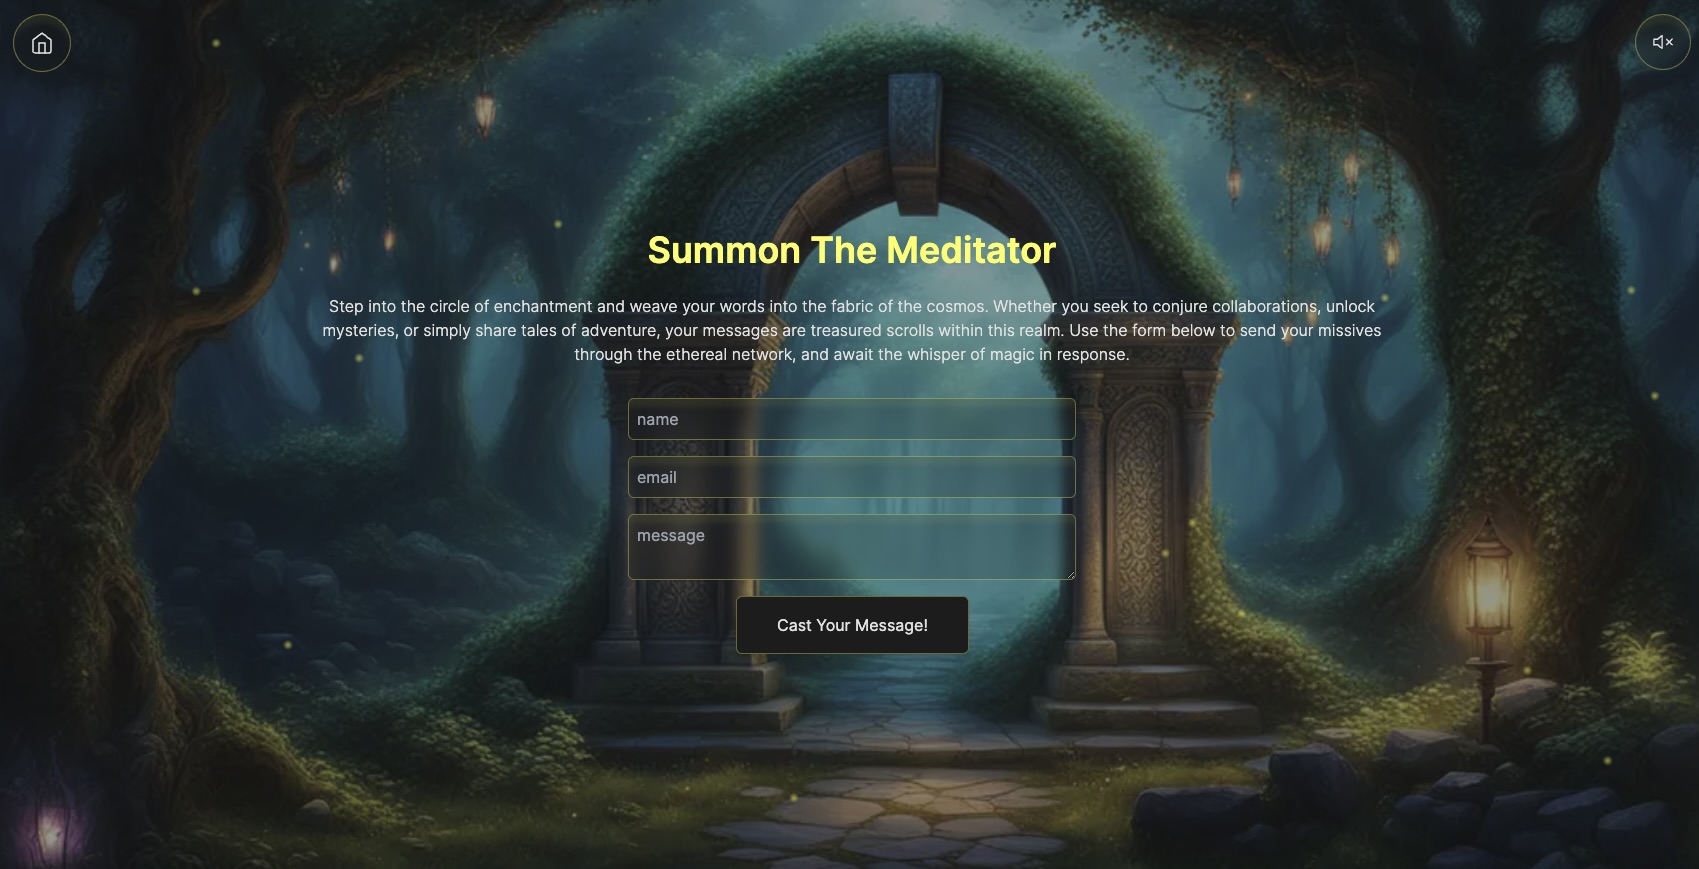 Summon The Meditator
Step into the circle of enchantment and weave your words into the fabric of the cosmos. Whether you seek to conjure collaborations, unlock
mysteries, or simply share tales of adventure, your messages are treasured scrolls within this realm. Use the form below to send your missives
through the ethereal network, and await the whisper of magic in response.
name
email
message
Cast Your Message!